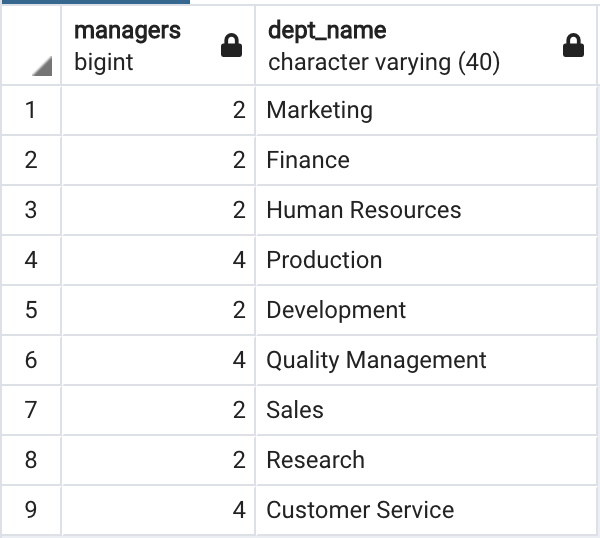 managers dept_name
bigint character varying (40)
1 2 Marketing
2 2 Finance
3 2 Human Resources
4 4 Production
5 2 Development
6 4 Quality Management
7 2 Sales
8 2 Research
9 4 Customer Service